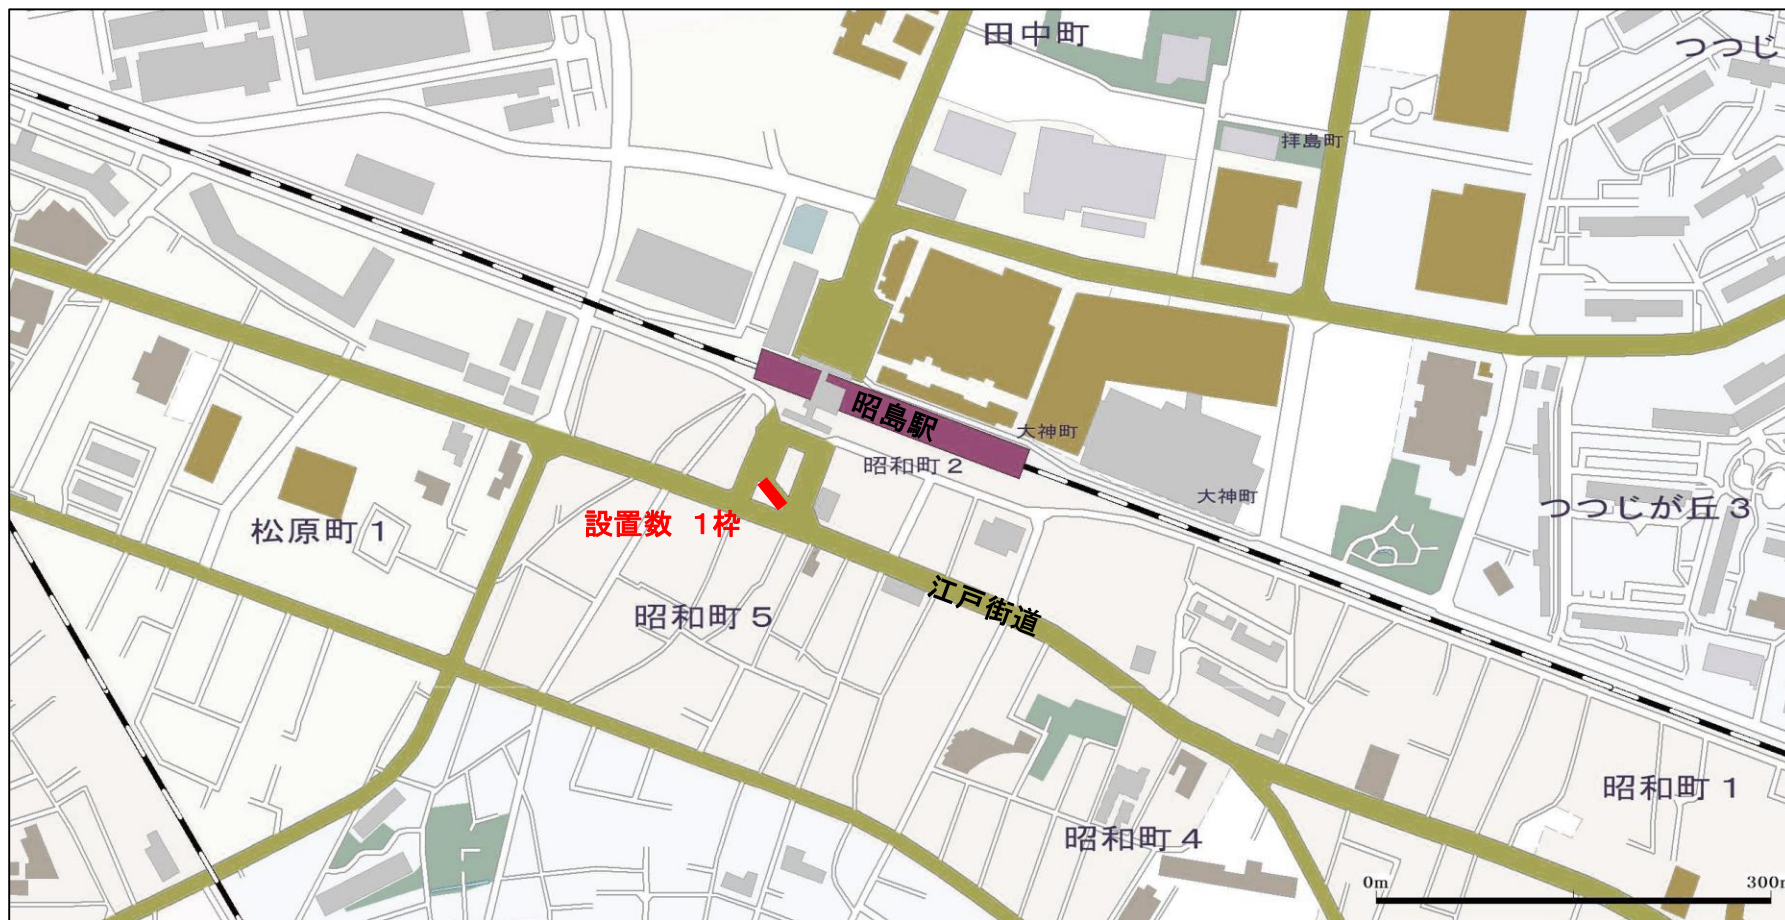 田中町
つつじ
拝島町
昭島駅
大神町
昭和町2
大神町
つつじが丘3
設置数 1枠
松原町1
江戸街道
昭和町5
昭和町1
昭和町4
0m
300m